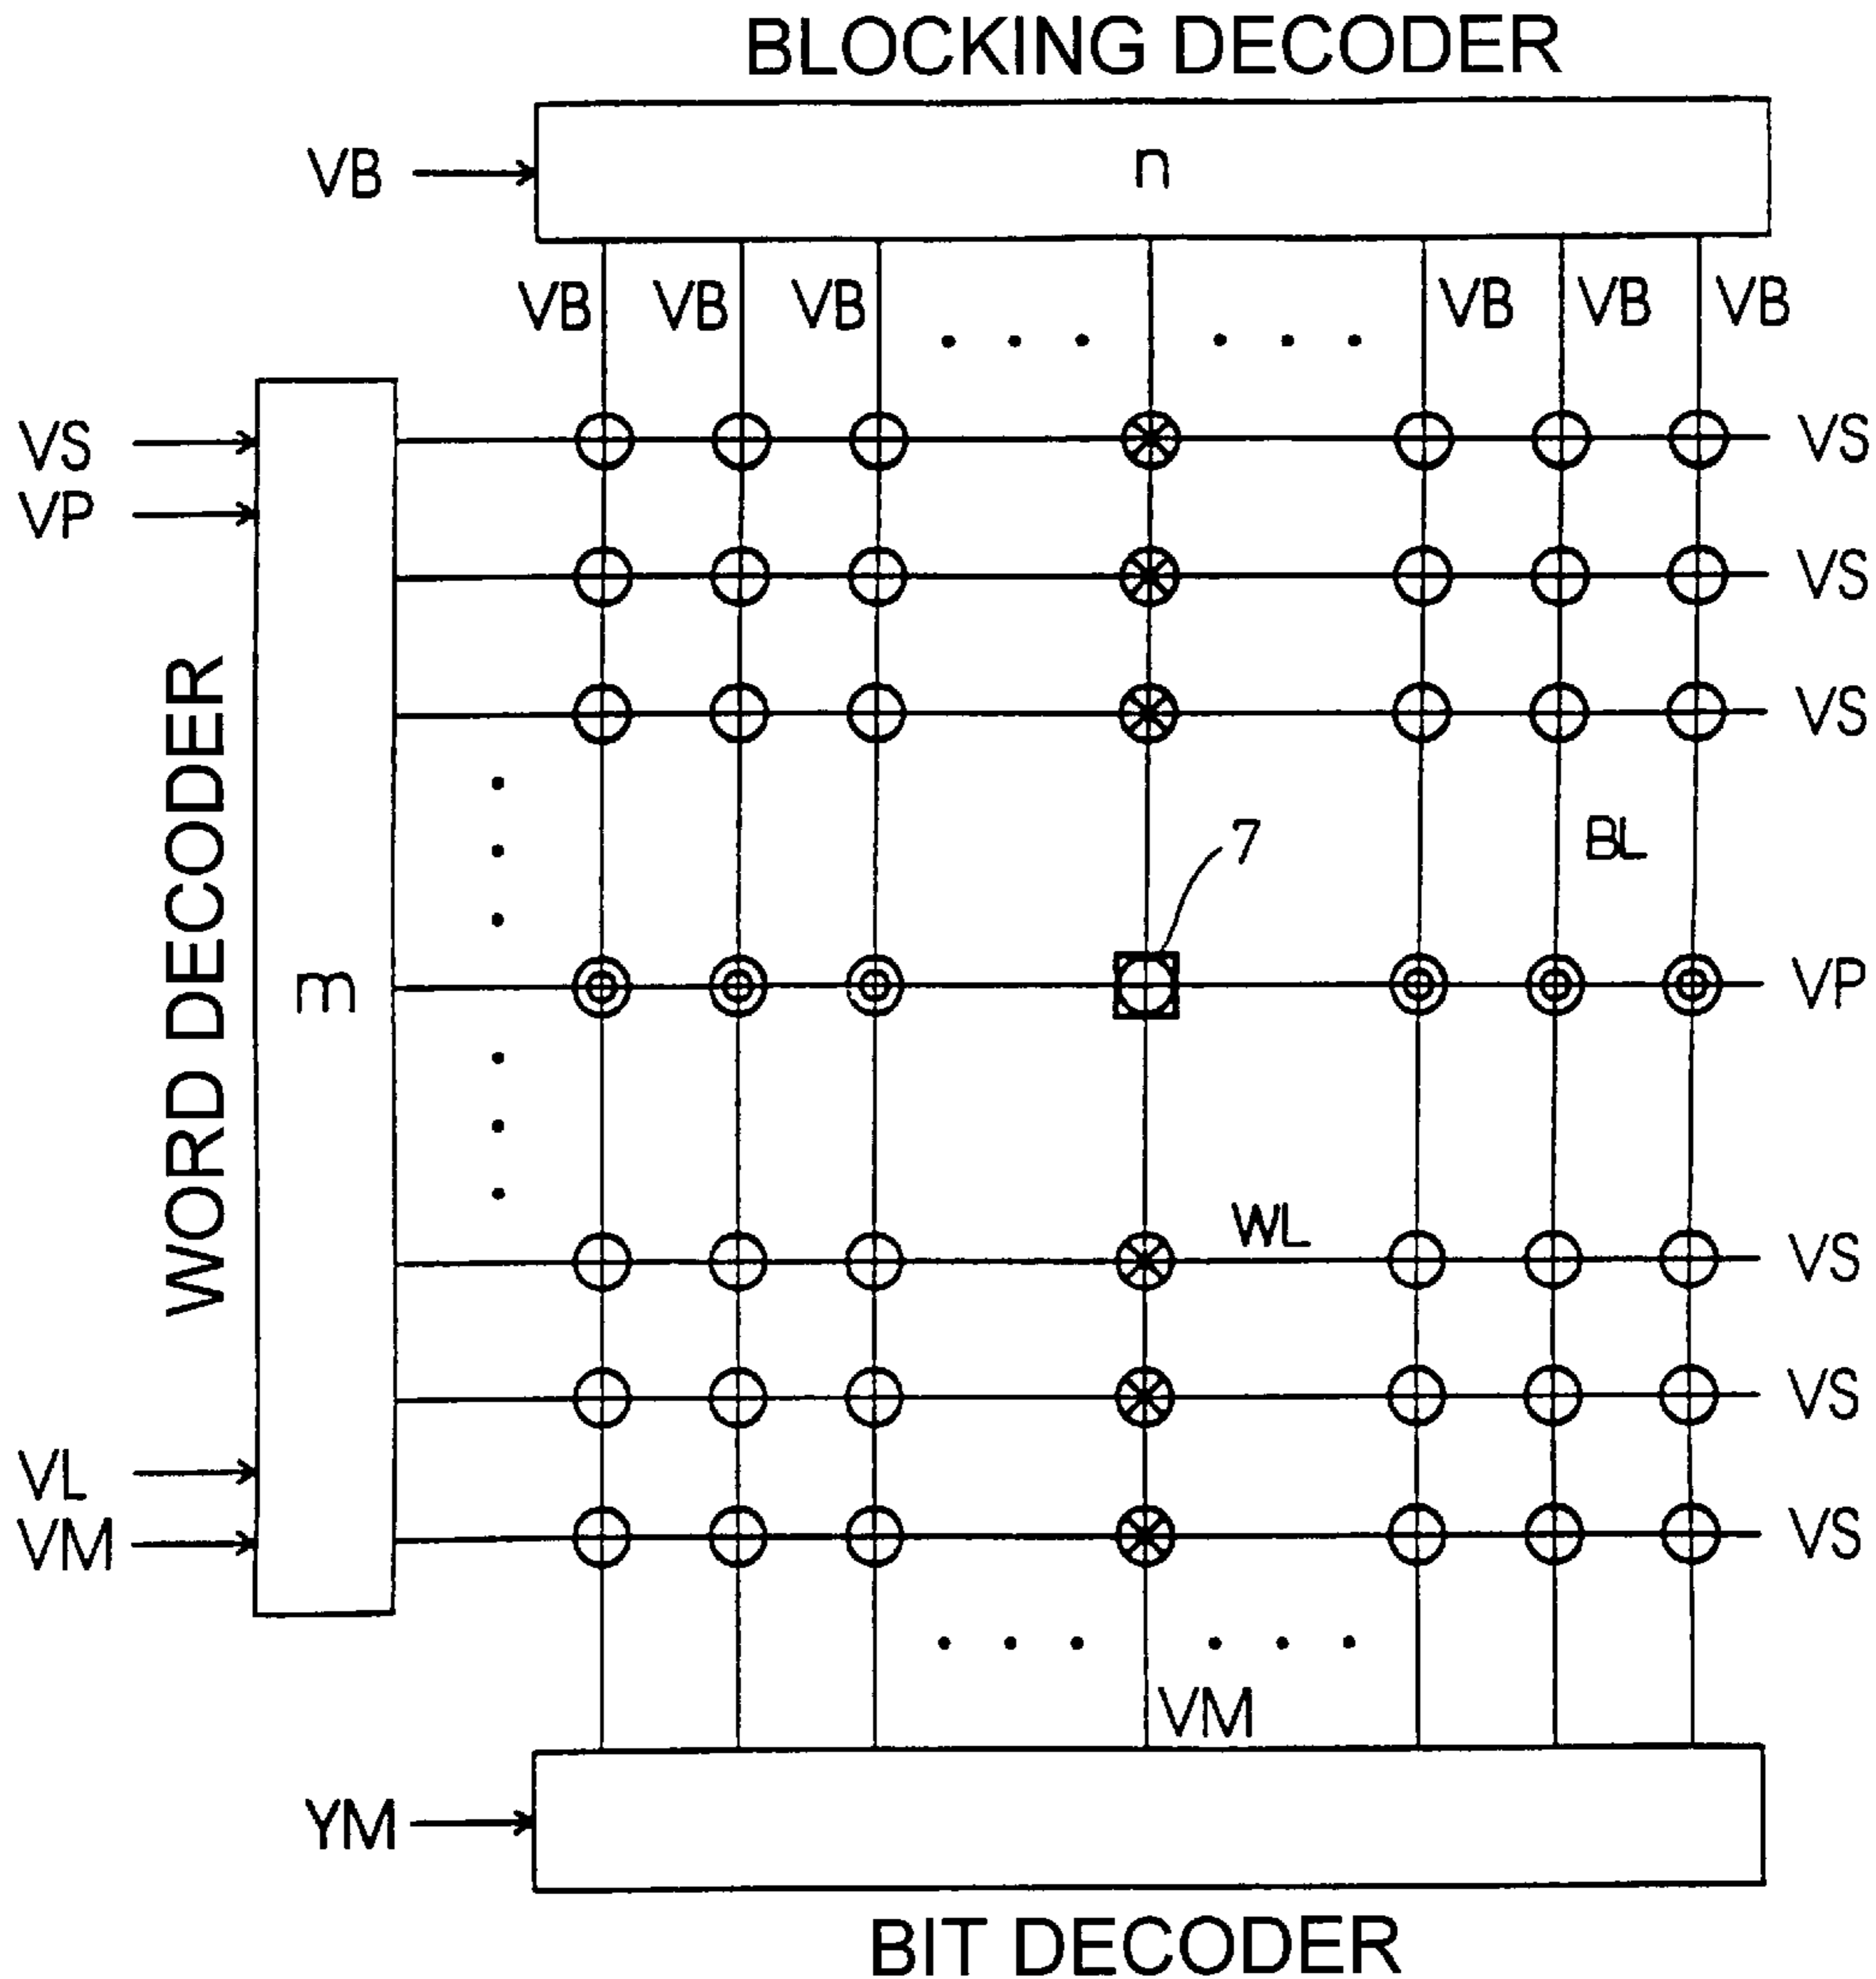 BLOCKING DECODER
VB
n
VB VB VB VB VB VB
VS
VS
VP
VS
VS
WORD DECODER
7
BL
m
VP
WL
VS
VS
VL
VM
VS
VM
YM
BIT DECODER